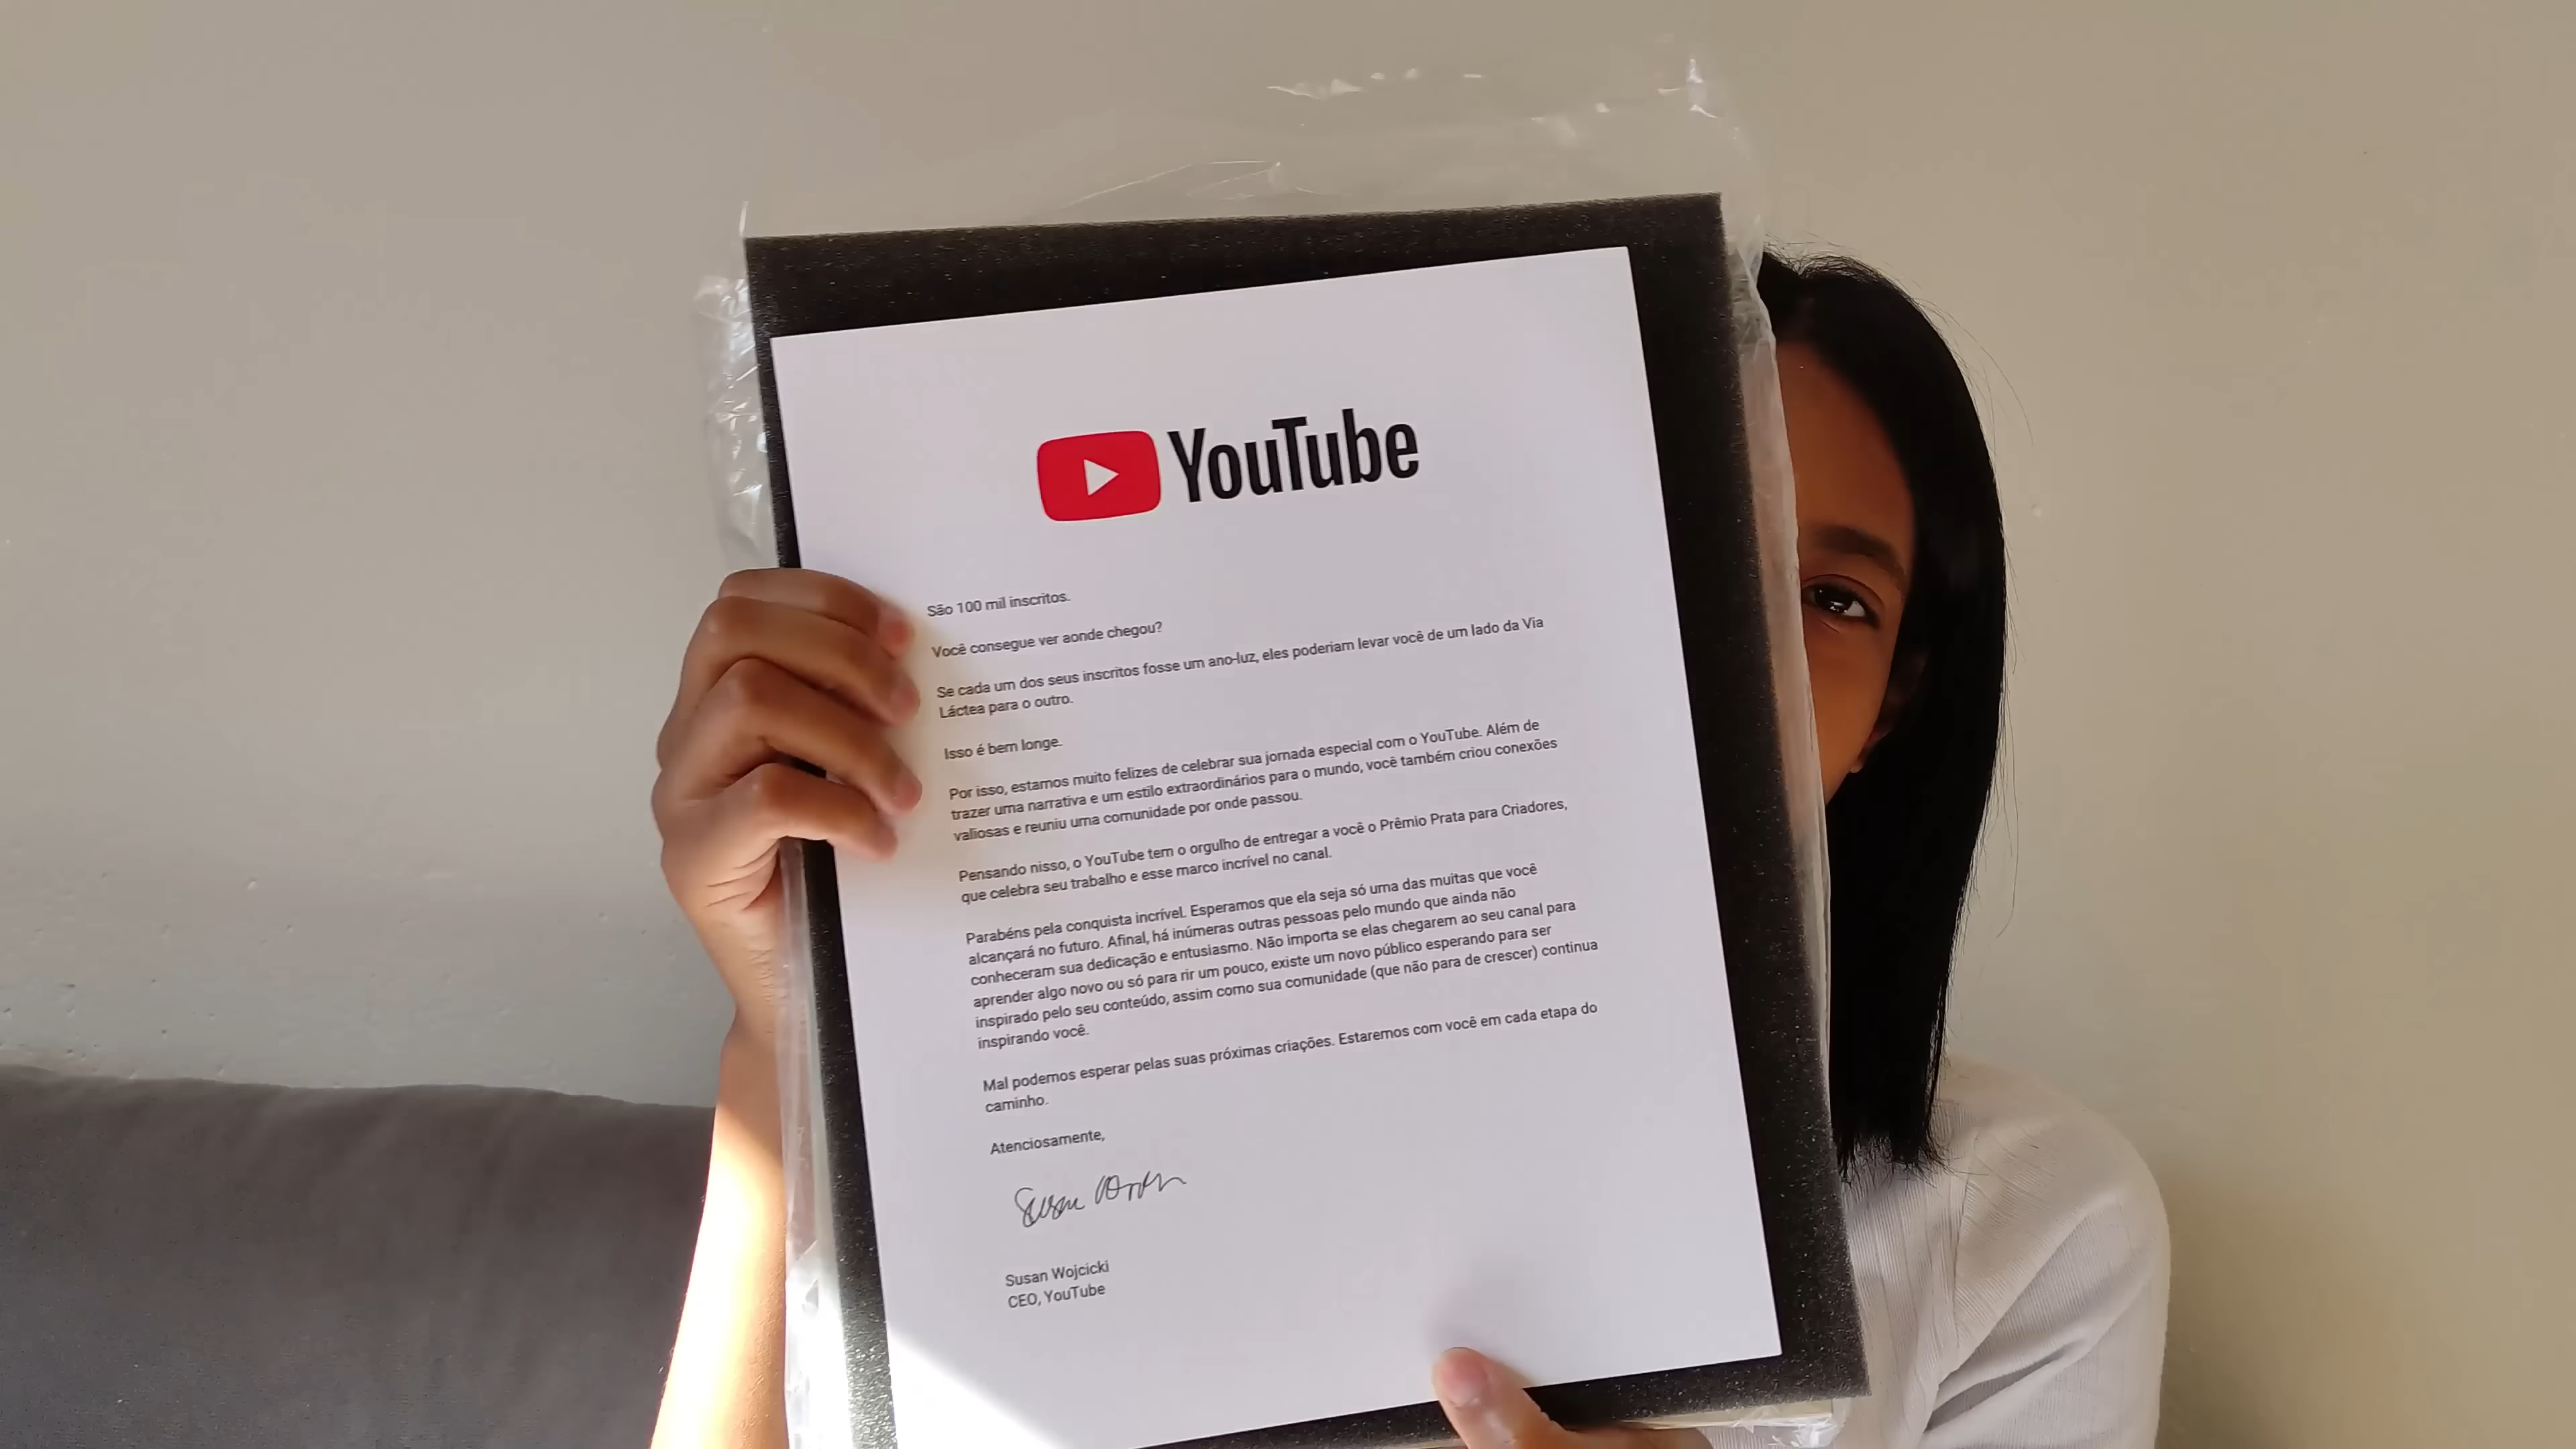 YouTube
São 100 mil inscritos.
Você consegue ver aonde chegou?
Se cada um dos seus inscritos fosse um ano-luz, eles poderiam levar você de um lado da Via
Láctea para o outro.
Isso é bem longe.
Por isso, estamos muito felizes de celebrar sua jornada especial com o YouTube. Além de
trazer uma narrativa e um estilo extraordinários para o mundo, você também criou conexões
valiosas e reuniu uma comunidade por onde passou.
Pensando nisso, o YouTube tem o orgulho de entregar a você o Prêmio Prata para Criadores,
que celebra seu trabalho e esse marco incrível no canal.
Parabéns pela conquista incrível. Esperamos que ela seja só uma das muitas que você
alcançará no futuro. Afinal, há inúmeras outras pessoas pelo mundo que ainda não
conheceram sua dedicação e entusiasmo. Não importa se elas chegarem ao seu canal para
aprender algo novo ou só para rir um pouco, existe um novo público esperando para ser
inspirado pelo seu conteúdo, assim como sua comunidade (que não para de crescer) continua
inspirando você.
Mal podemos esperar pelas suas próximas criações. Estaremos com você em cada etapa do
caminho.
Atenciosamente,
Susan Wojcicki
CEO, YouTube